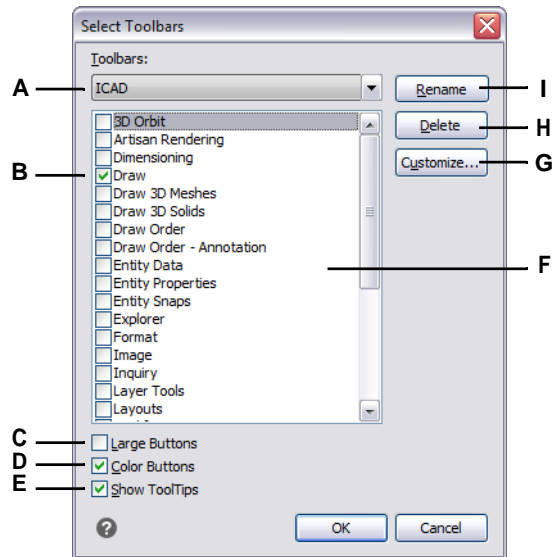 Select Toolbars
Toolbars:
A
ICAD
Rename
I
3D Orbit
Delete
H
Artisan Rendering
Dimensioning
Customize...
G
B
Draw
Draw 3D Meshes
Draw 3D Solids
Draw Order
Draw Order - Annotation
Entity Data
F
Entity Properties
Entity Snaps
Explorer
Format
Image
Inquiry
Layer Tools
Layouts
C
Large Buttons
D
Color Buttons
E
Show ToolTips
?
OK
Cancel